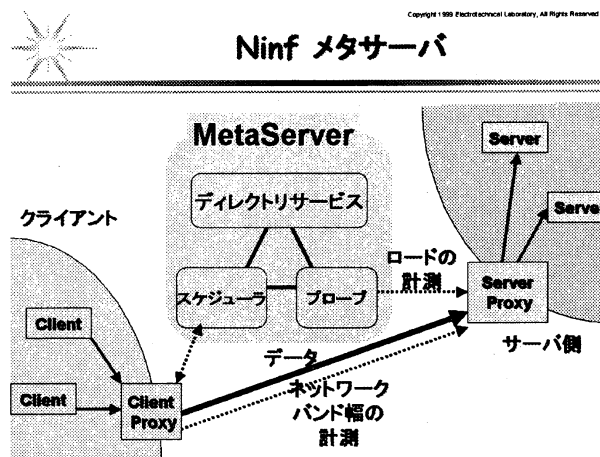 Copyright 1999 Electrotechnical Laboratory, All Rights Reserved
Ninf メタサーバ
MetaServer
ディレクトリサービス
スケジューラ
プローブ
クライアント
Client
Client
Client
Proxy
ロードの
計測
Server
Serve
Server
Proxy
サーバ側
データ
ネットワーク
バンド幅の
計測